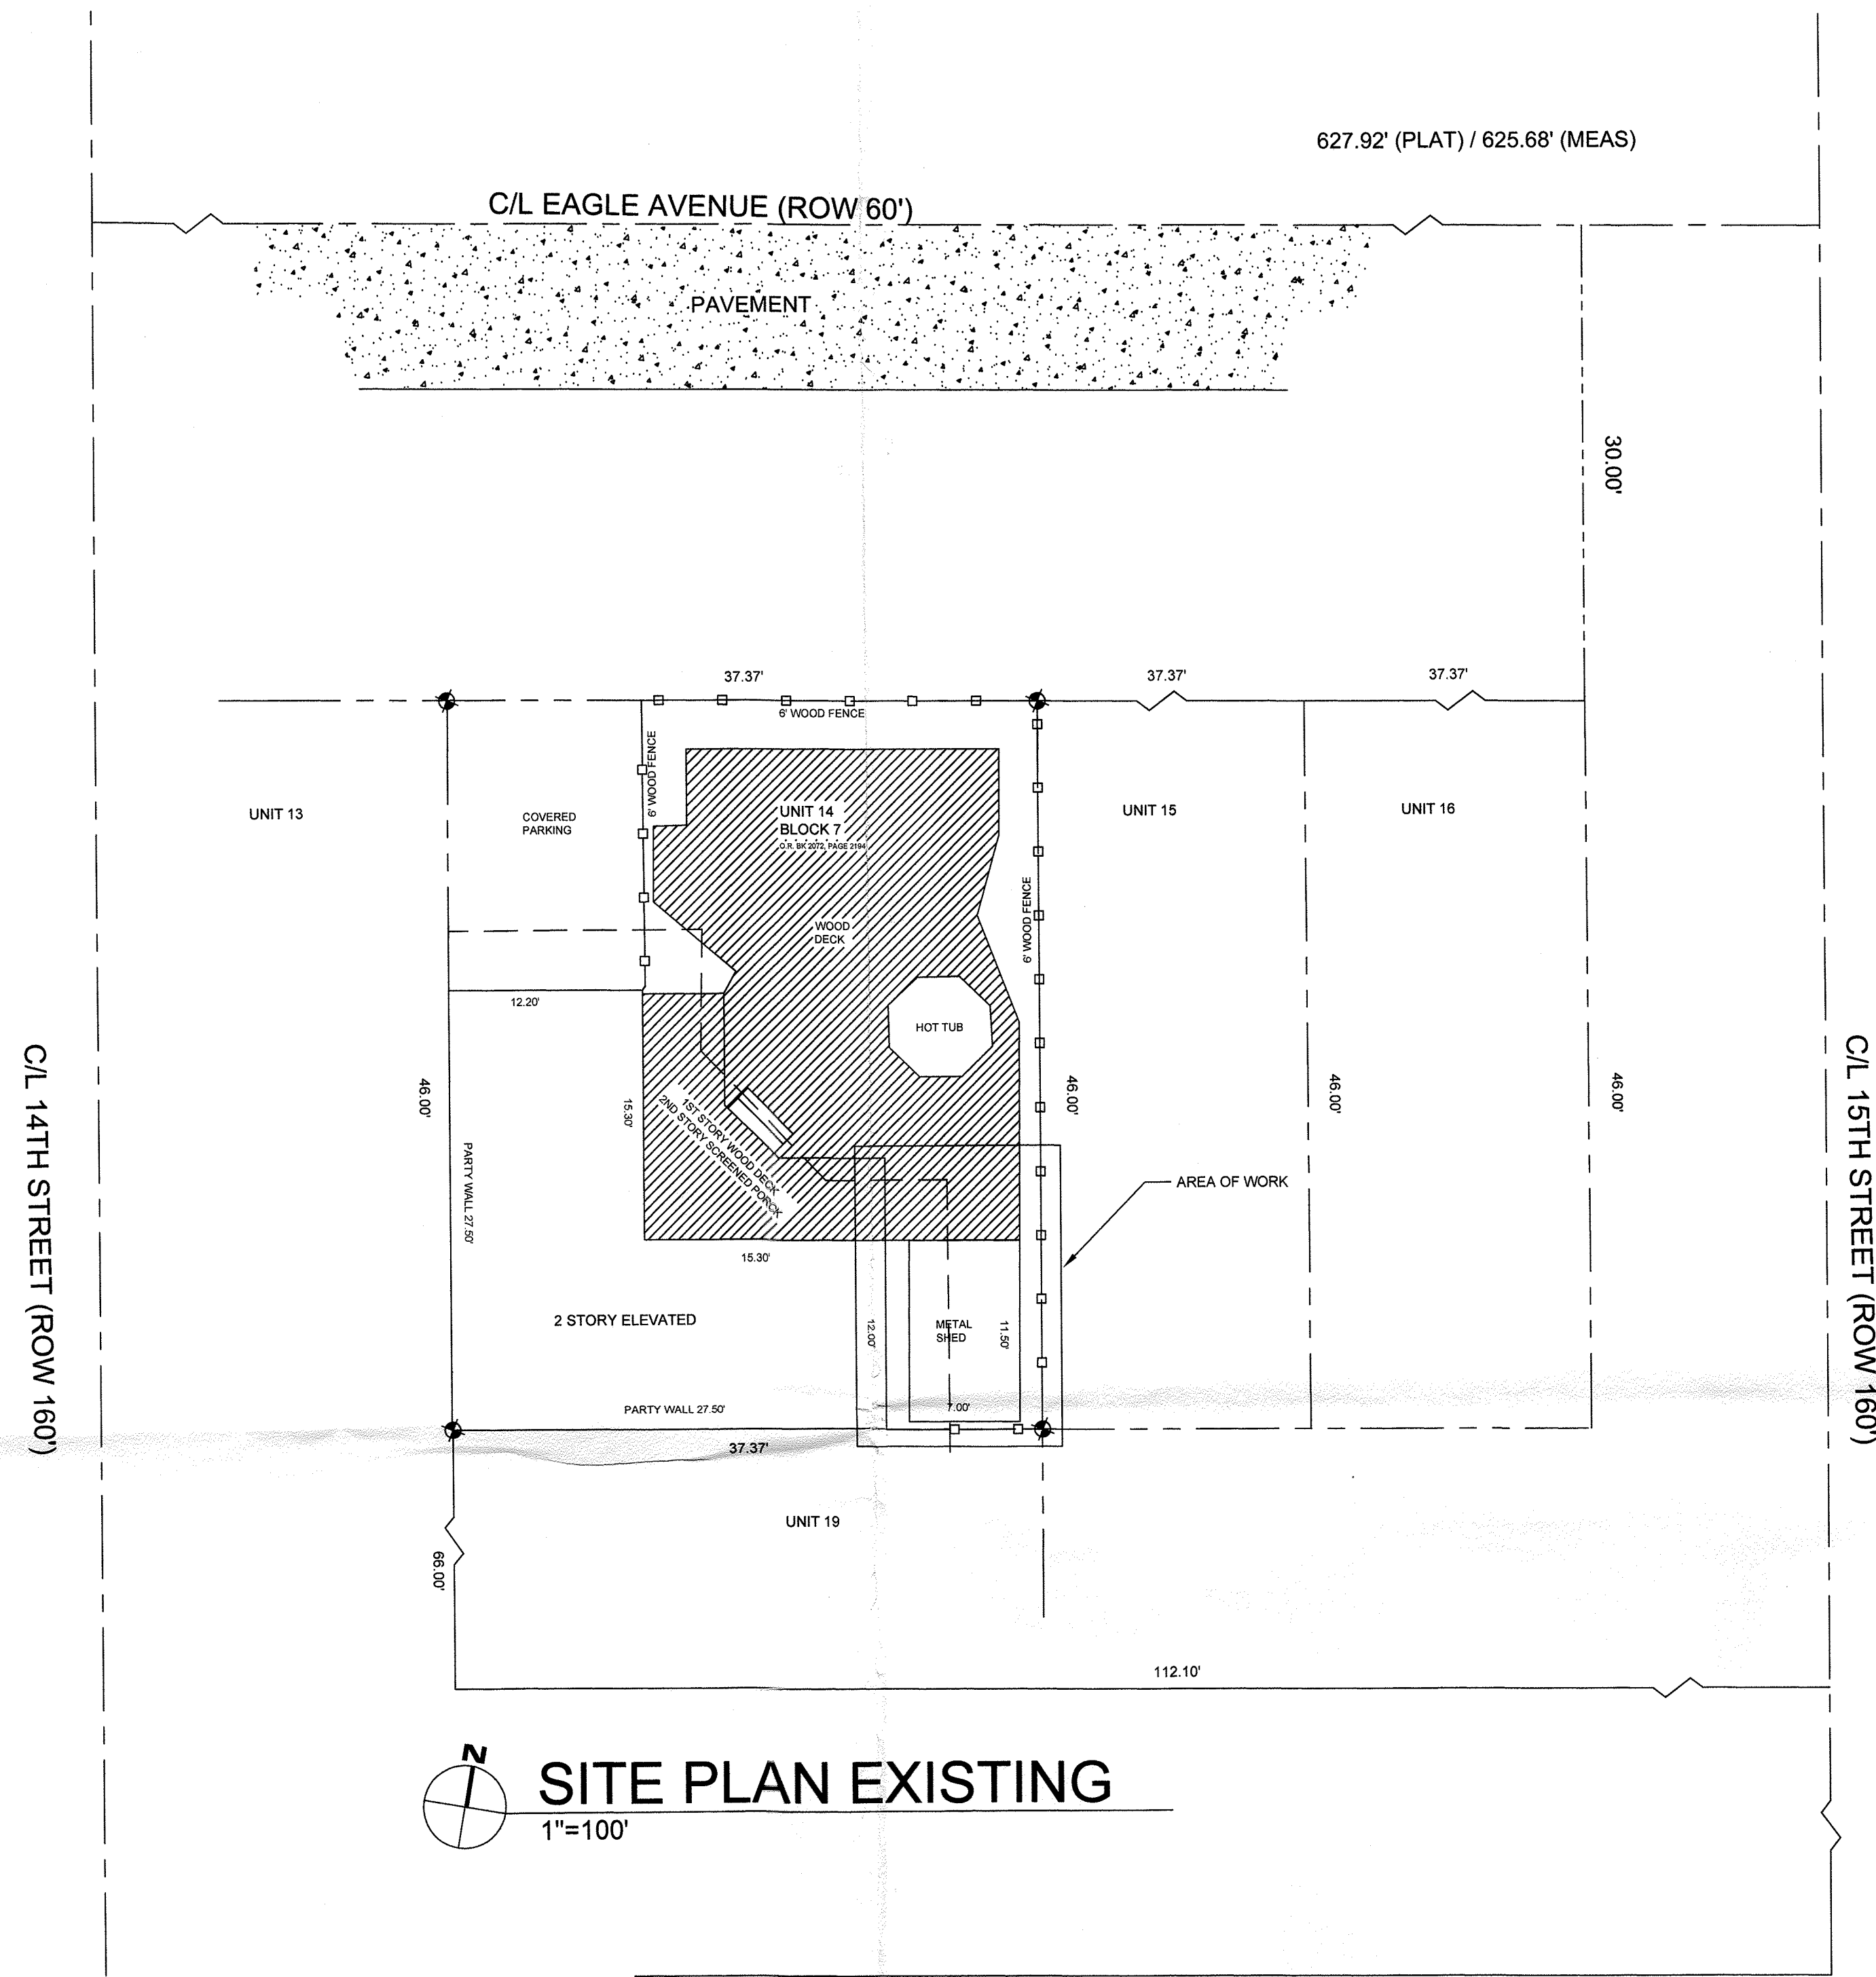 627.92' (PLAT) / 625.68' (MEAS)
C/L EAGLE AVENUE (ROW 60')
PAVEMENT
30.00'
37.37'
37.37'
37.37'
6' WOOD FENCE
6' WOOD FENCE
UNIT 13
COVERED
PARKING
UNIT 14
BLOCK 7
O.R. BK 2072, PAGE 2194
UNIT 15
UNIT 16
6' WOOD FENCE
WOOD
DECK
12.20'
HOT TUB
C/L 14TH STREET (ROW 160')
46.00'
15.30'
1ST STORY WOOD DECK
2ND STORY SCREENED PORCK
46.00'
46.00'
46.00'
C/L 15TH STREET (ROW 160')
PARTY WALL 27.50'
AREA OF WORK
15.30'
2 STORY ELEVATED
12.00'
METAL
SHED
11.50'
PARTY WALL 27.50'
7.00'
37.37'
UNIT 19
66.00'
112.10'
N
SITE PLAN EXISTING
1"=100'